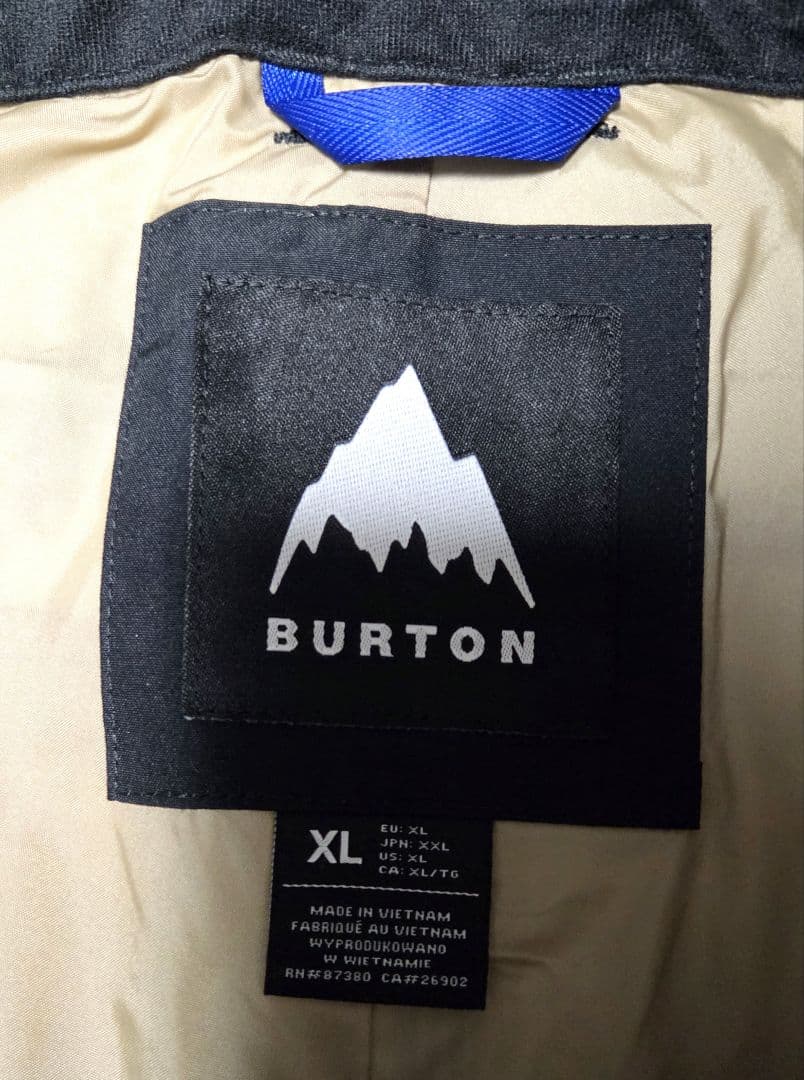 BURTON
XL
EU: XL
JPN: XXL
US: XL
CA: XL/TG
MADE IN VIETNAM
FABRIQUÉ AU VIETNAM
WYPRODUKOWANO
W WIETNAMIE
RN#87380 CA#26902